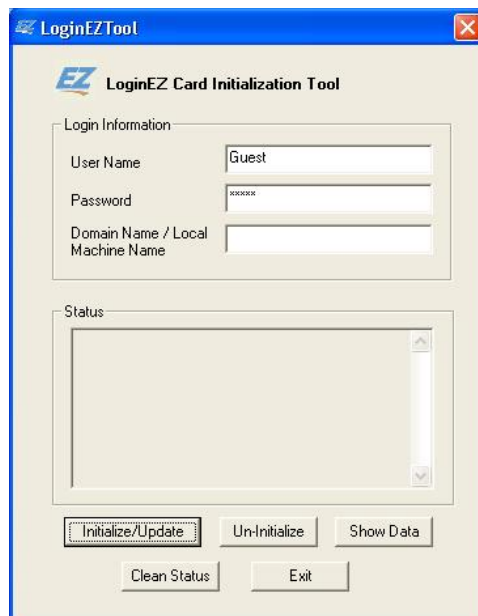 LoginEZTool
EZ LoginEZ Card Initialization Tool
Login Information
User Name
Guest
Password
*****
Domain Name / Local
Machine Name
Status
Initialize/Update
Un-Initialize
Show Data
Clean Status
Exit